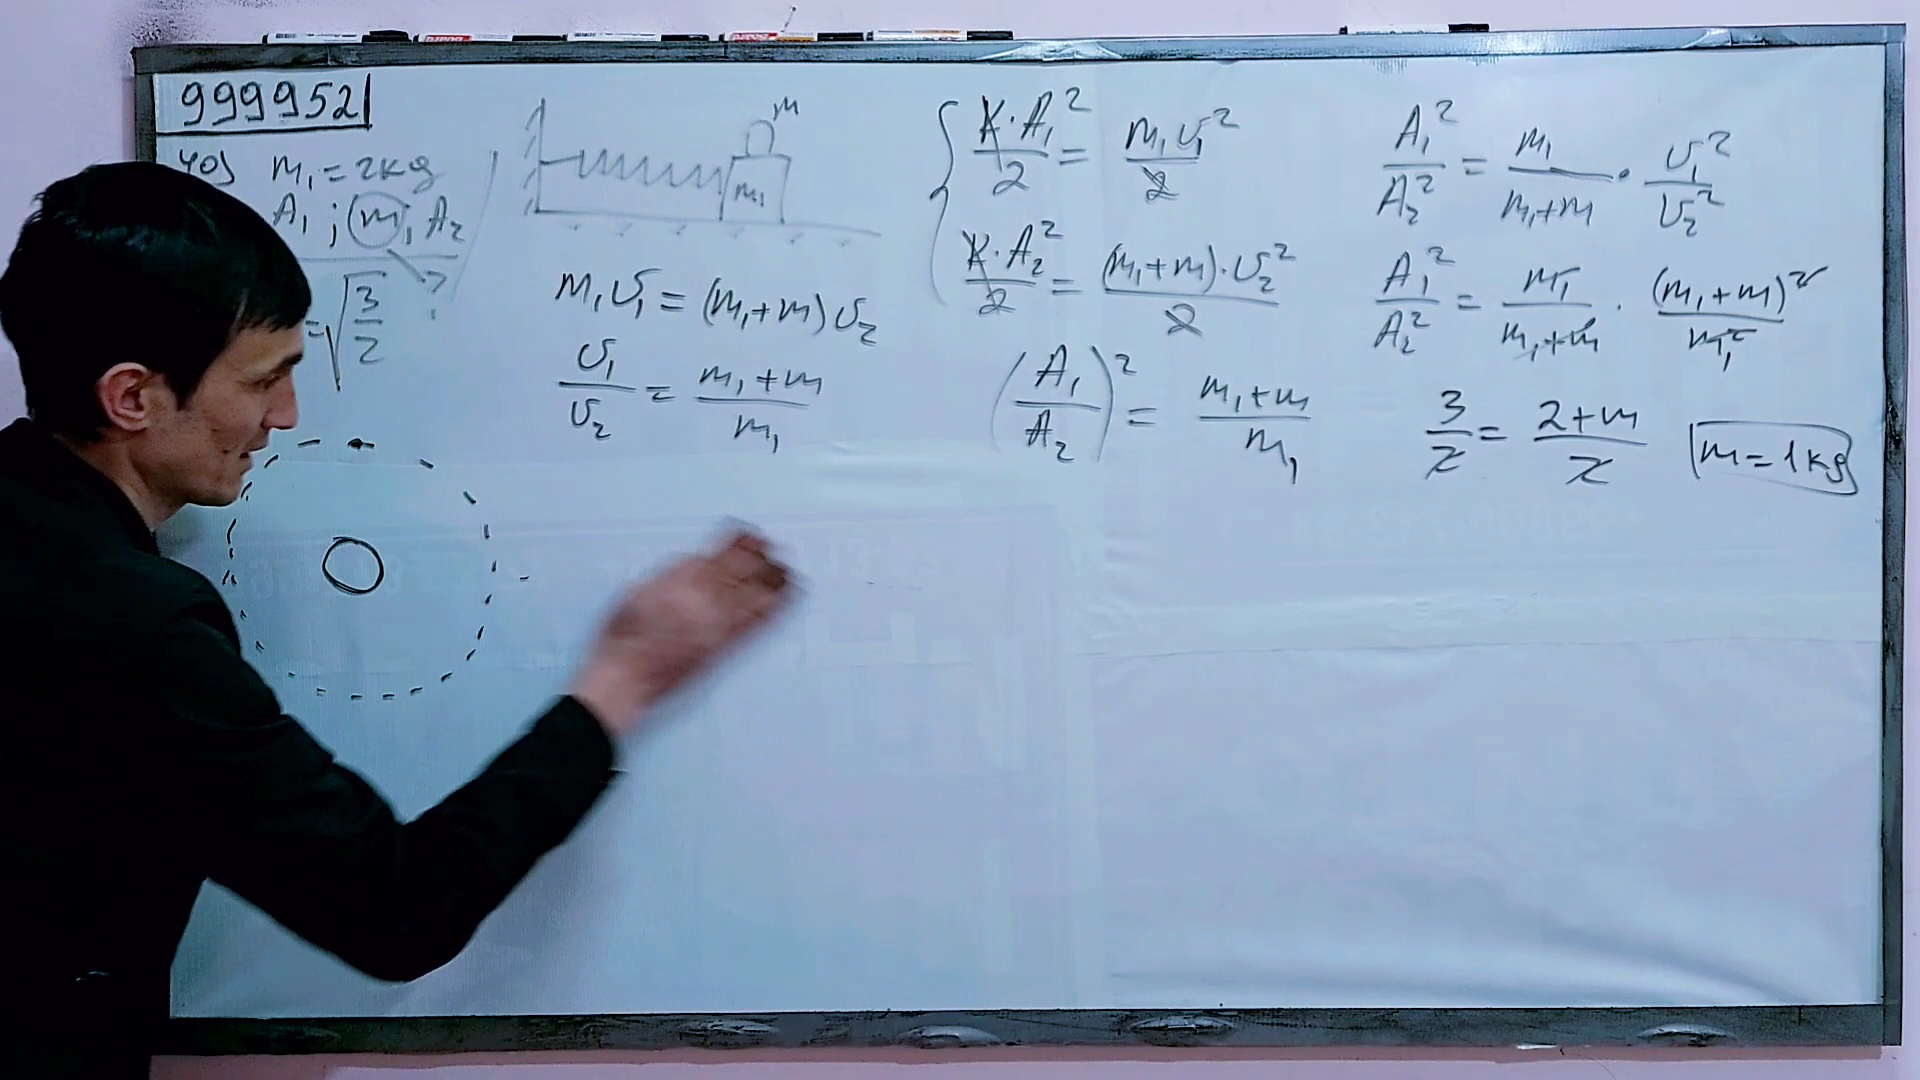 999952
40) m₁ = 2kg
A₁ ; m ; A₂
= √(3/2) ?
m
m₁
m₁υ₁ = (m₁+m)υ₂
υ₁/υ₂ = (m₁+m)/m₁
K·A₁²/2 = m₁υ₁²/2
K·A₂²/2 = (m₁+m)·υ₂²/2
(A₁/A₂)² = (m₁+m)/m₁
A₁²/A₂² = m₁/(m₁+m) · υ₁²/υ₂²
A₁²/A₂² = m₁/(m₁+m) · (m₁+m)²/m₁²
3/2 = (2+m)/2
m = 1kg